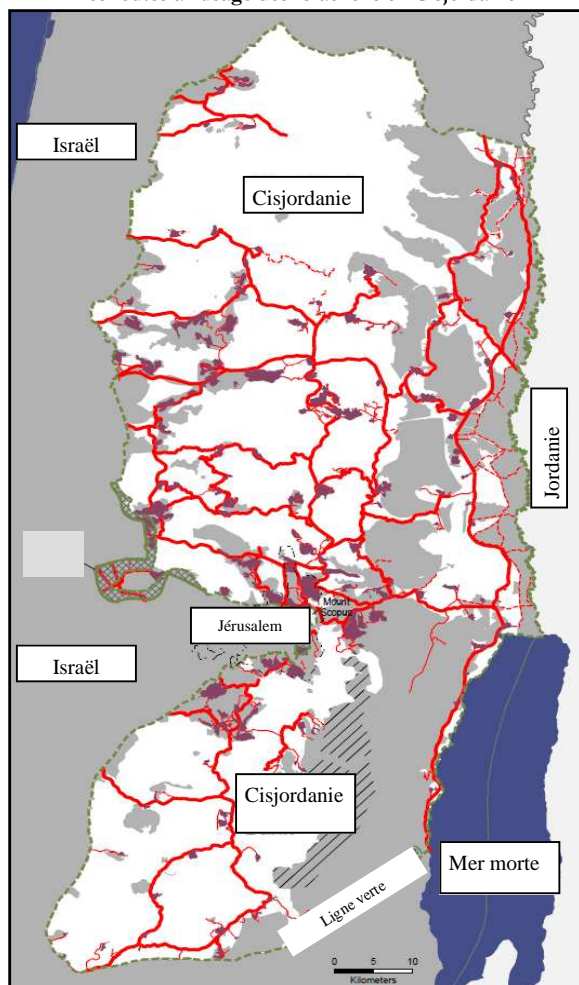 Israël
Cisjordanie
Jordanie
Mount
Scopus
Jérusalem
Israël
Cisjordanie
Mer morte
Ligne verte
0 5 10
Kilometers